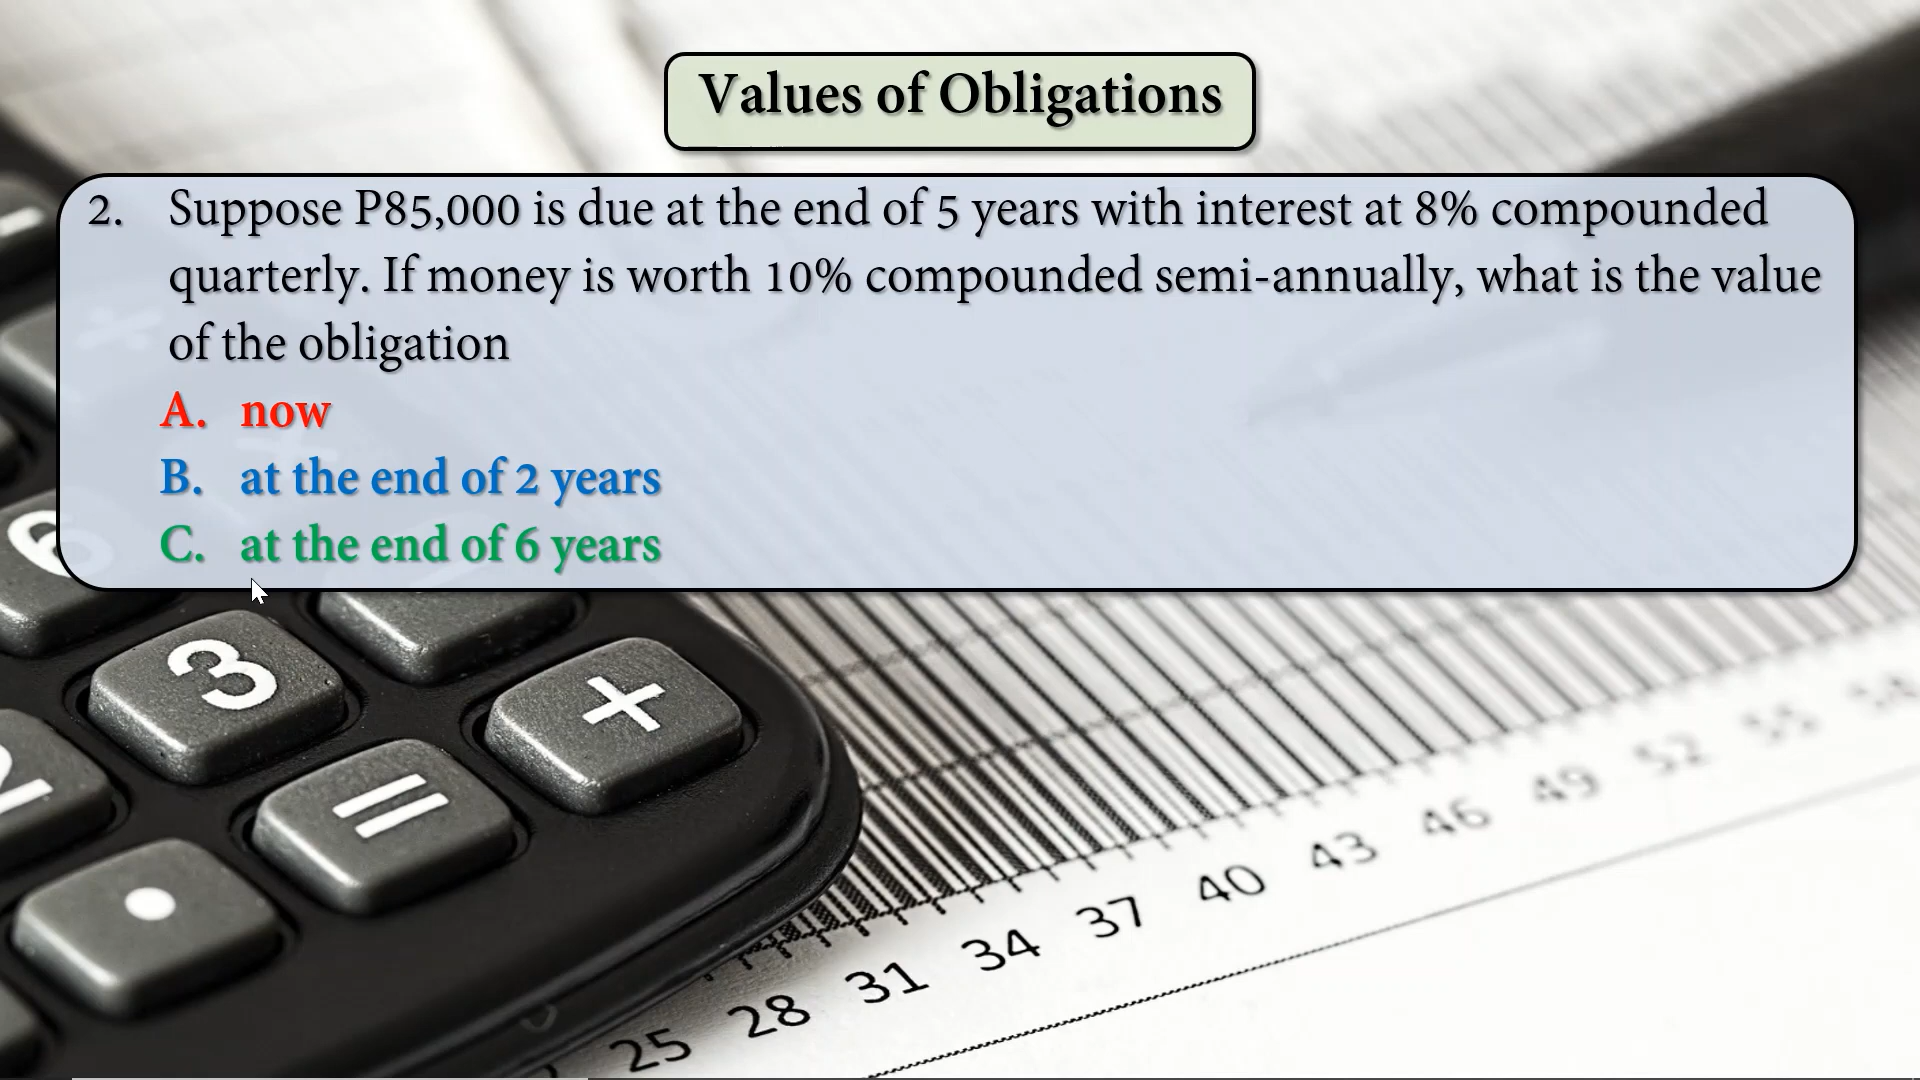 Values of Obligations
2. Suppose P85,000 is due at the end of 5 years with interest at 8% compounded
quarterly. If money is worth 10% compounded semi-annually, what is the value
of the obligation
A. now
B. at the end of 2 years
C. at the end of 6 years
6
3
+
2
=
.
25 28 31 34 37 40 43 46 49 52 55